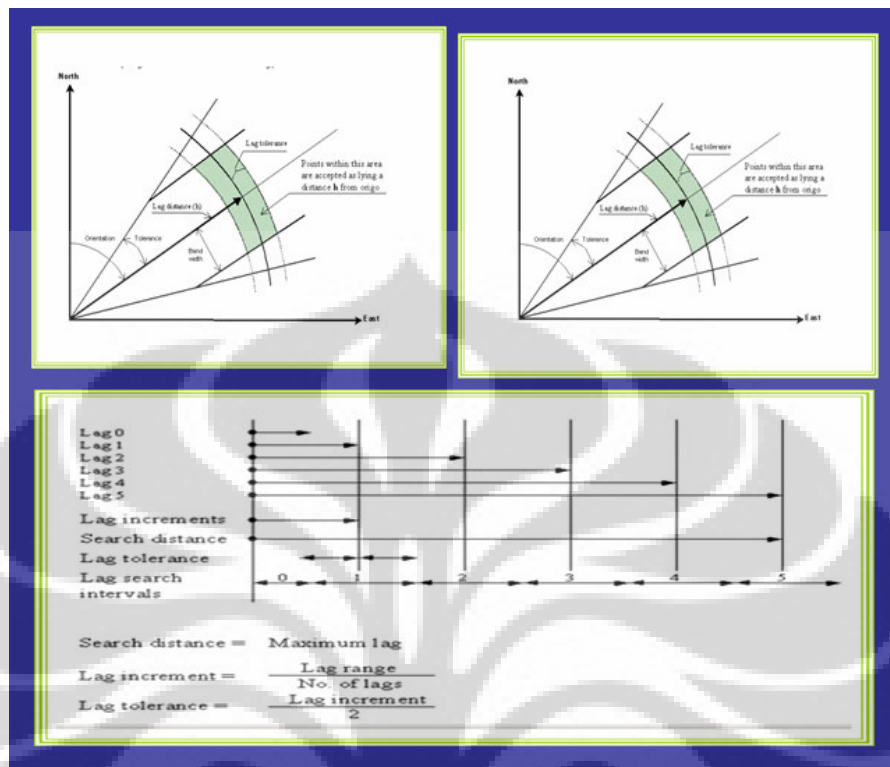 North
Lag tolerance
Points within this area
are accepted as lying a
distance h from origo
Lag distance (h)
Orientation
Tolerance
Band
width
East
North
Lag tolerance
Points within this area
are accepted as lying a
distance h from origo
Lag distance (h)
Orientation
Tolerance
Band
width
East
Lag 0
Lag 1
Lag 2
Lag 3
Lag 4
Lag 5
Lag increments
Search distance
Lag tolerance
Lag search
intervals
0 1 2 3 4 5
Search distance = Maximum lag
Lag increment = Lag range
No. of lags
Lag tolerance = Lag increment
2